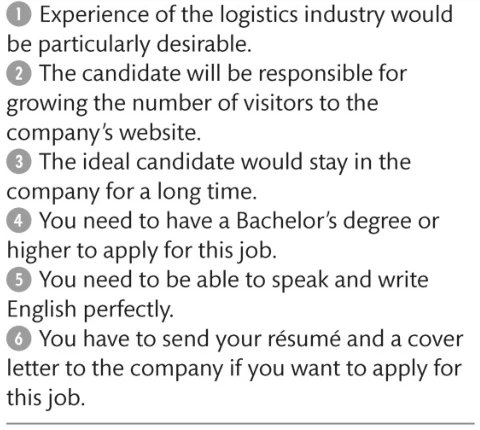 1 Experience of the logistics industry would
be particularly desirable.
2 The candidate will be responsible for
growing the number of visitors to the
company's website.
3 The ideal candidate would stay in the
company for a long time.
4 You need to have a Bachelor's degree or
higher to apply for this job.
5 You need to be able to speak and write
English perfectly.
6 You have to send your résumé and a cover
letter to the company if you want to apply for
this job.